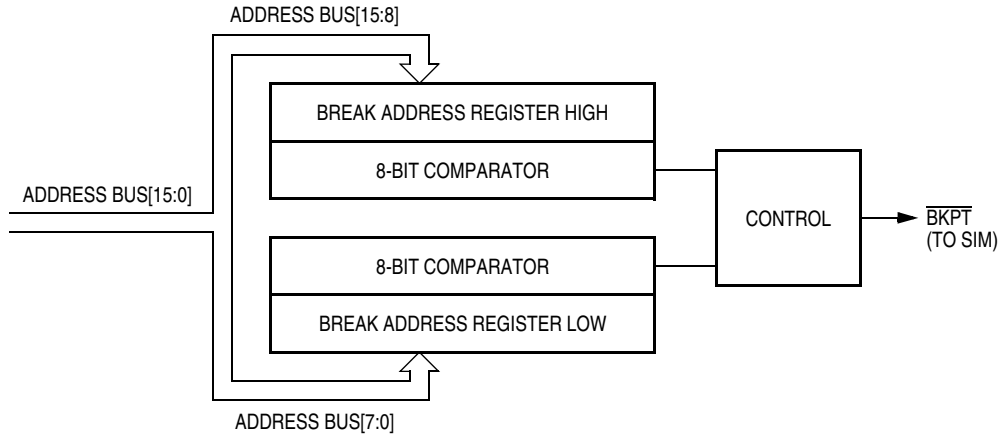 ADDRESS BUS[15:8]
BREAK ADDRESS REGISTER HIGH
8-BIT COMPARATOR
ADDRESS BUS[15:0]
CONTROL
BKPT
(TO SIM)
8-BIT COMPARATOR
BREAK ADDRESS REGISTER LOW
ADDRESS BUS[7:0]